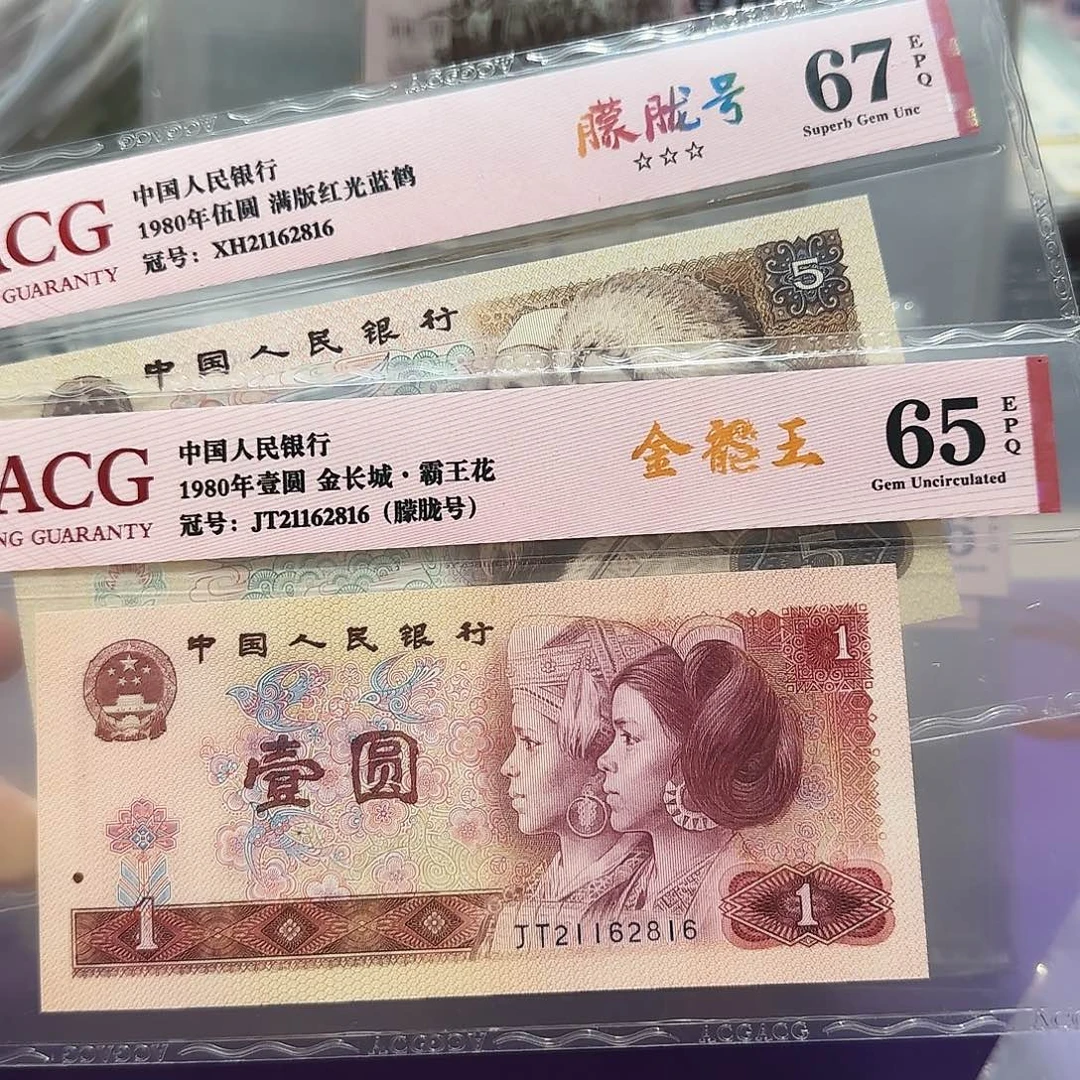 朦胧号
67
EPQ
☆☆☆
Superb Gem Unc
中国人民银行
1980年伍圆 满版红光蓝鹤
冠号：XH21162816
ACG
GUARANTY
中国人民银行
5
ACG
NG GUARANTY
中国人民银行
1980年壹圆 金长城·霸王花
冠号：JT21162816（朦胧号）
金龍王
65
EPQ
Gem Uncirculated
5
中国人民银行
1
壹圆
1
JT21162816
1
ACGACG